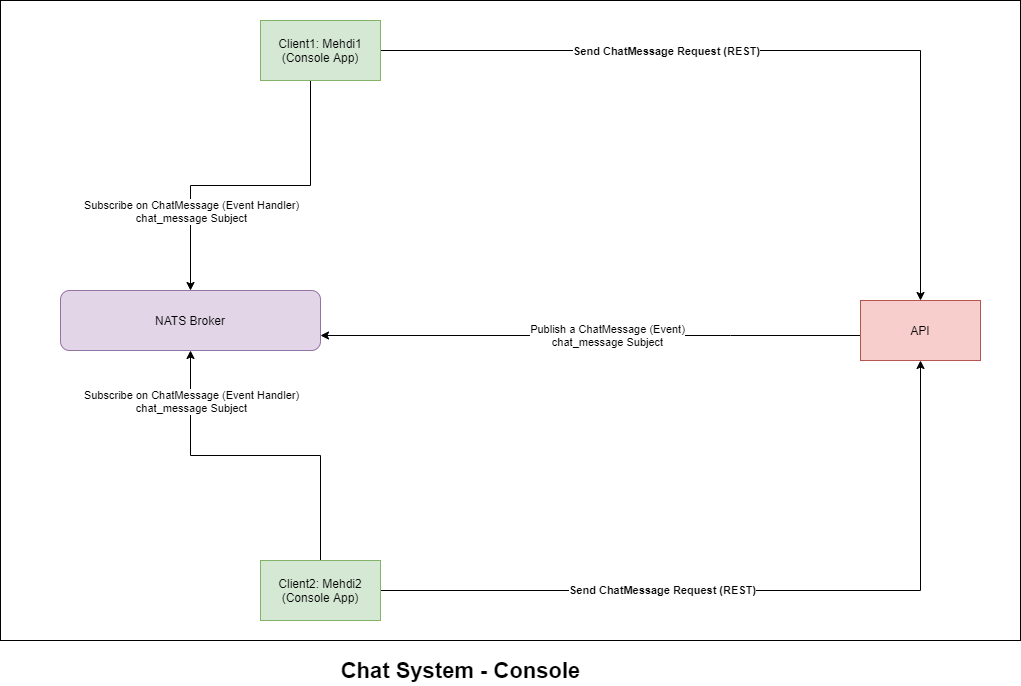 Client1: Mehdi1
(Console App)
Send ChatMessage Request (REST)
Subscribe on ChatMessage (Event Handler)
chat_message Subject
NATS Broker
Publish a ChatMessage (Event)
chat_message Subject
API
Subscribe on ChatMessage (Event Handler)
chat_message Subject
Client2: Mehdi2
(Console App)
Send ChatMessage Request (REST)
Chat System - Console